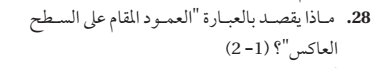 28. ماذا يقصد بالعبارة "العمود المقام على السطح
العاكس"؟ (1-2)